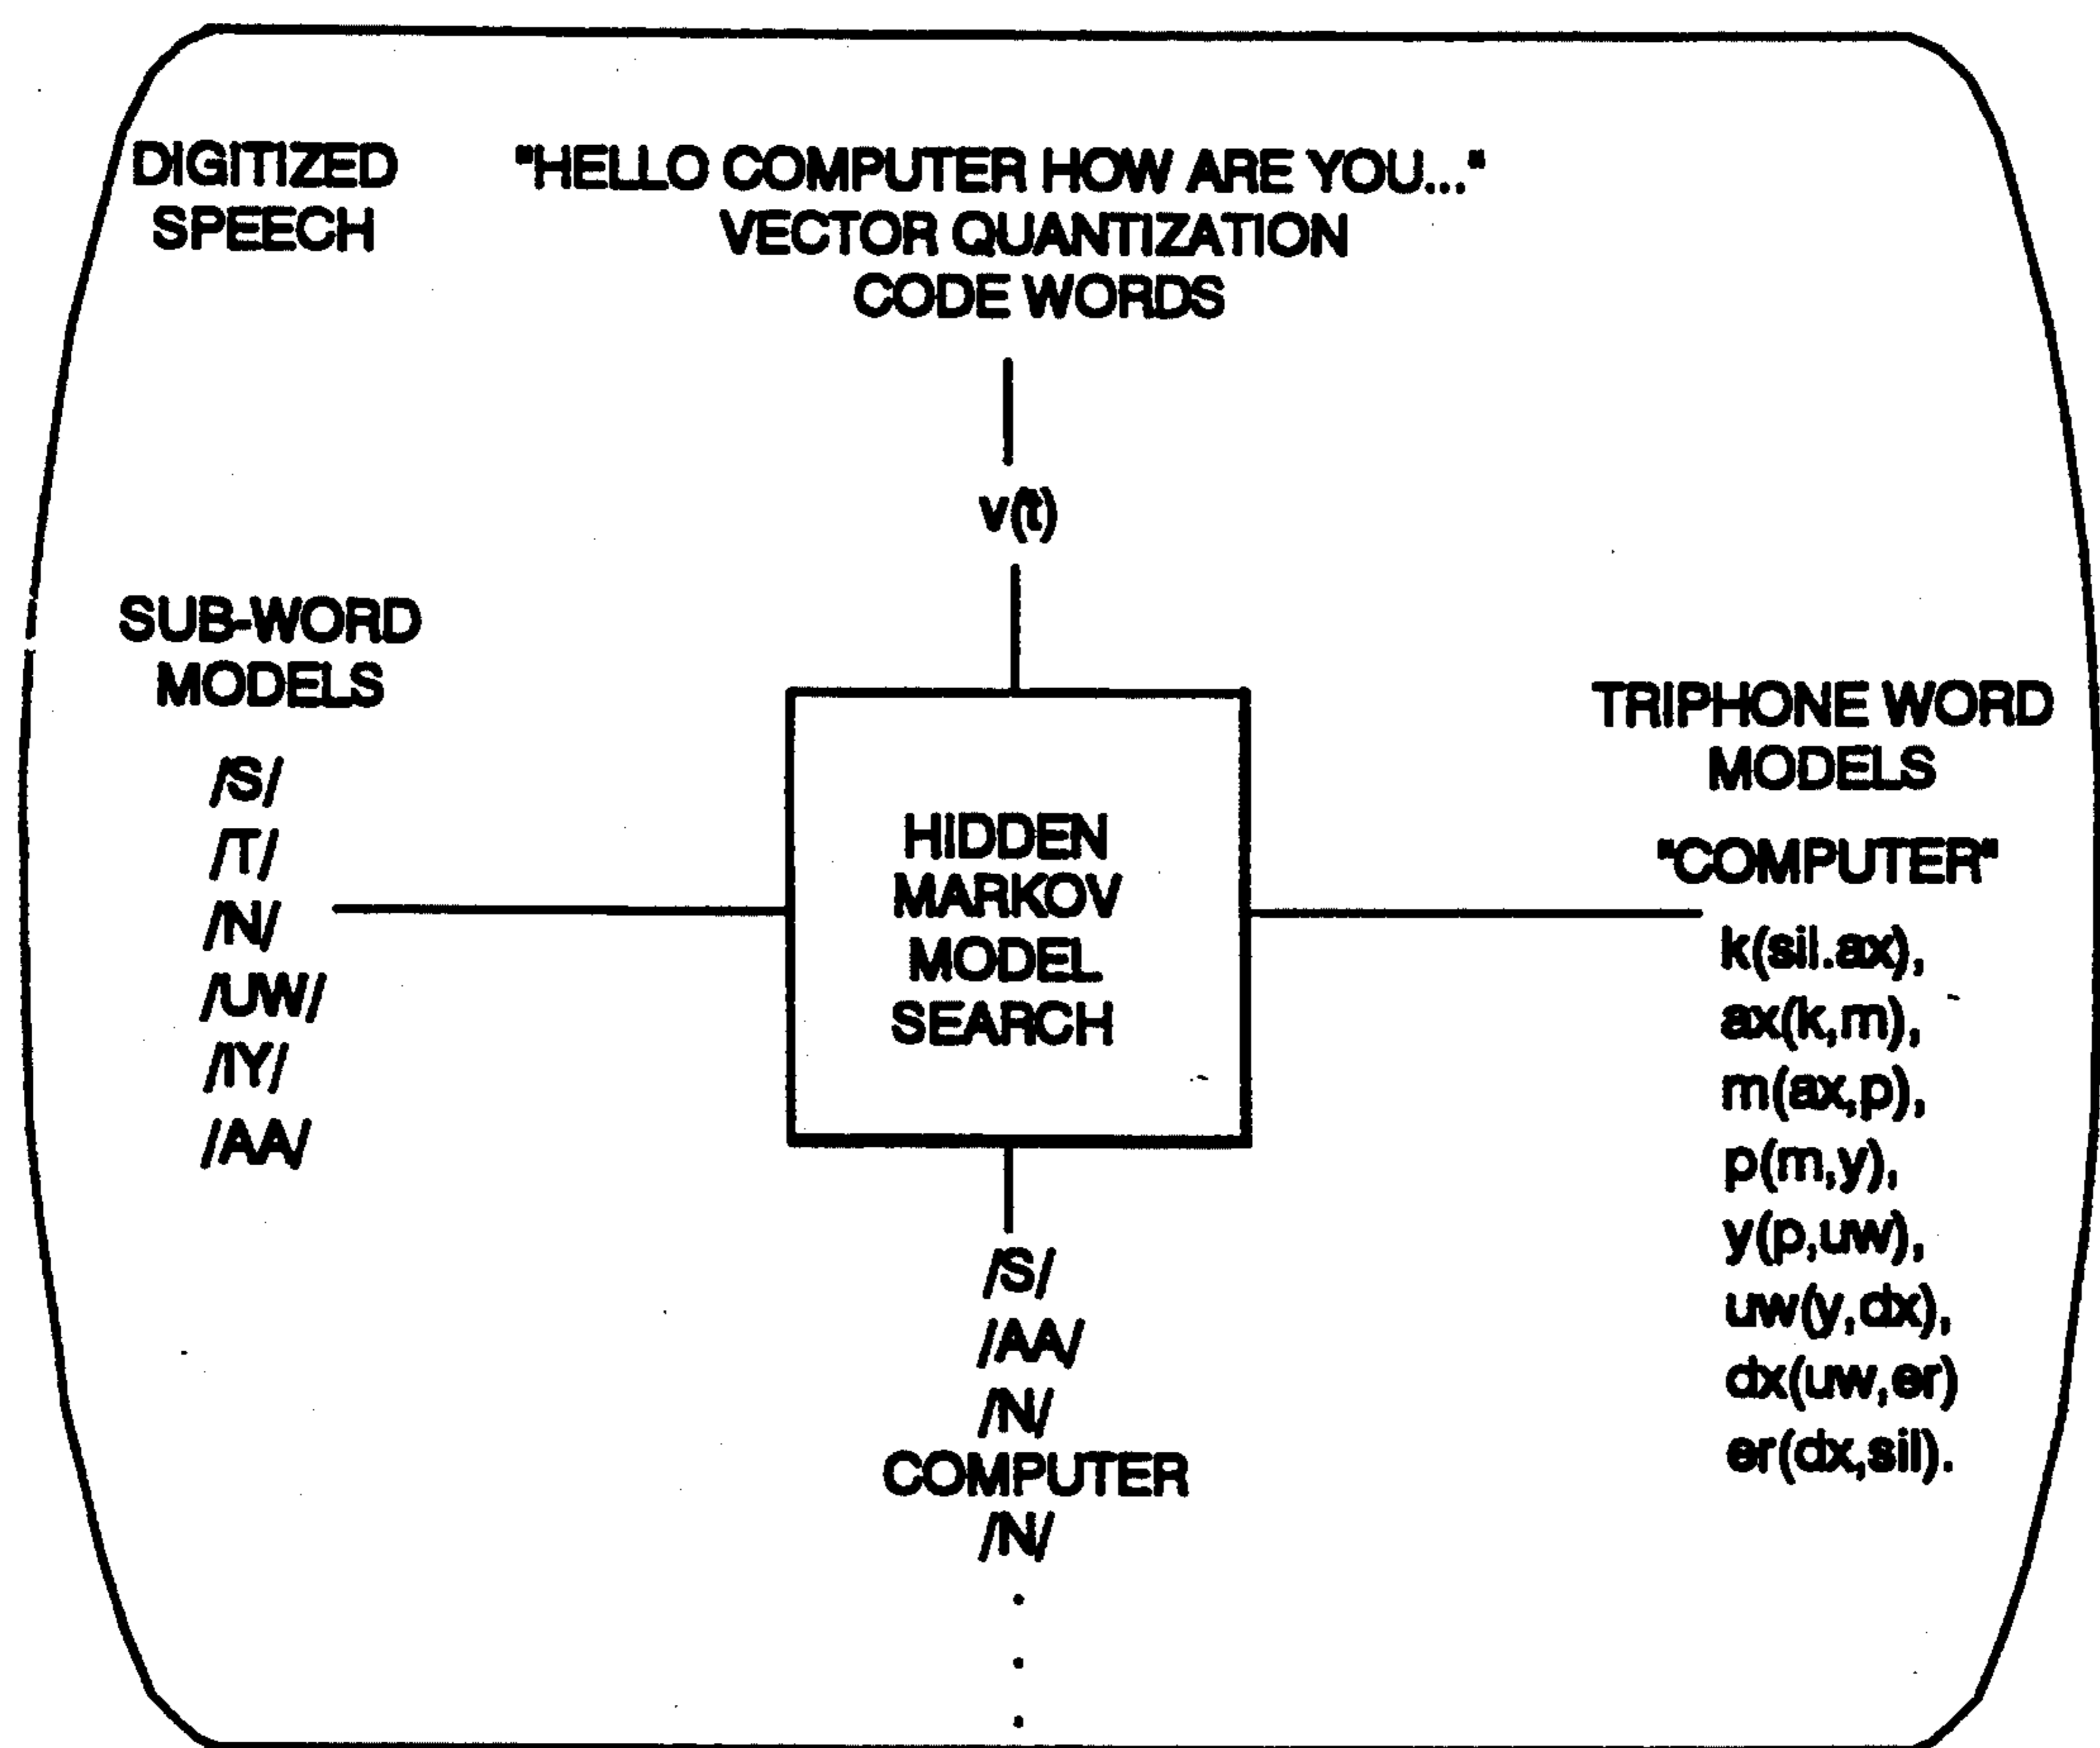 DIGITIZED
SPEECH
"HELLO COMPUTER HOW ARE YOU..."
VECTOR QUANTIZATION
CODE WORDS
v(t)
SUB-WORD
MODELS
/S/
/T/
/N/
/UW/
/IY/
/AA/
HIDDEN
MARKOV
MODEL
SEARCH
TRIPHONE WORD
MODELS
"COMPUTER"
k(sil.ax),
ax(k,m),
m(ax,p),
p(m,y),
y(p,uw),
uw(y,dx),
dx(uw,er)
er(dx,sil).
/S/
/AA/
/N/
COMPUTER
/N/
.
.
.